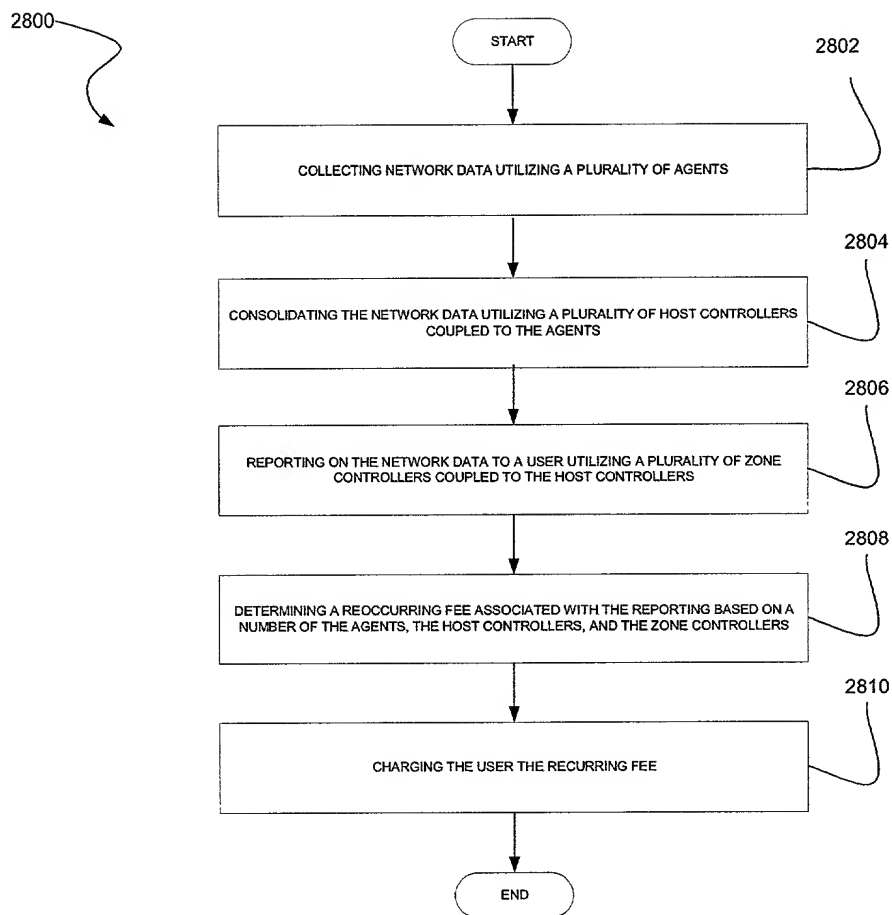 2800
START
2802
COLLECTING NETWORK DATA UTILIZING A PLURALITY OF AGENTS
2804
CONSOLIDATING THE NETWORK DATA UTILIZING A PLURALITY OF HOST CONTROLLERS
COUPLED TO THE AGENTS
2806
REPORTING ON THE NETWORK DATA TO A USER UTILIZING A PLURALITY OF ZONE
CONTROLLERS COUPLED TO THE HOST CONTROLLERS
2808
DETERMINING A REOCCURRING FEE ASSOCIATED WITH THE REPORTING BASED ON A
NUMBER OF THE AGENTS, THE HOST CONTROLLERS, AND THE ZONE CONTROLLERS
2810
CHARGING THE USER THE RECURRING FEE
END